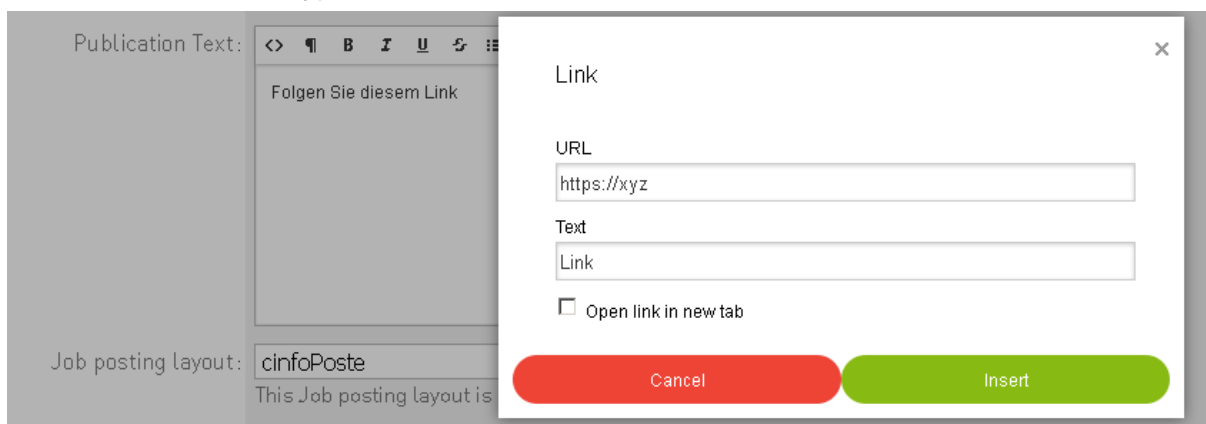 Publication Text:
<> ¶ B I U S
Folgen Sie diesem Link
Link
×
URL
https://xyz
Text
Link
Open link in new tab
Job posting layout:
cinfoPoste
This Job posting layout is
Cancel
Insert